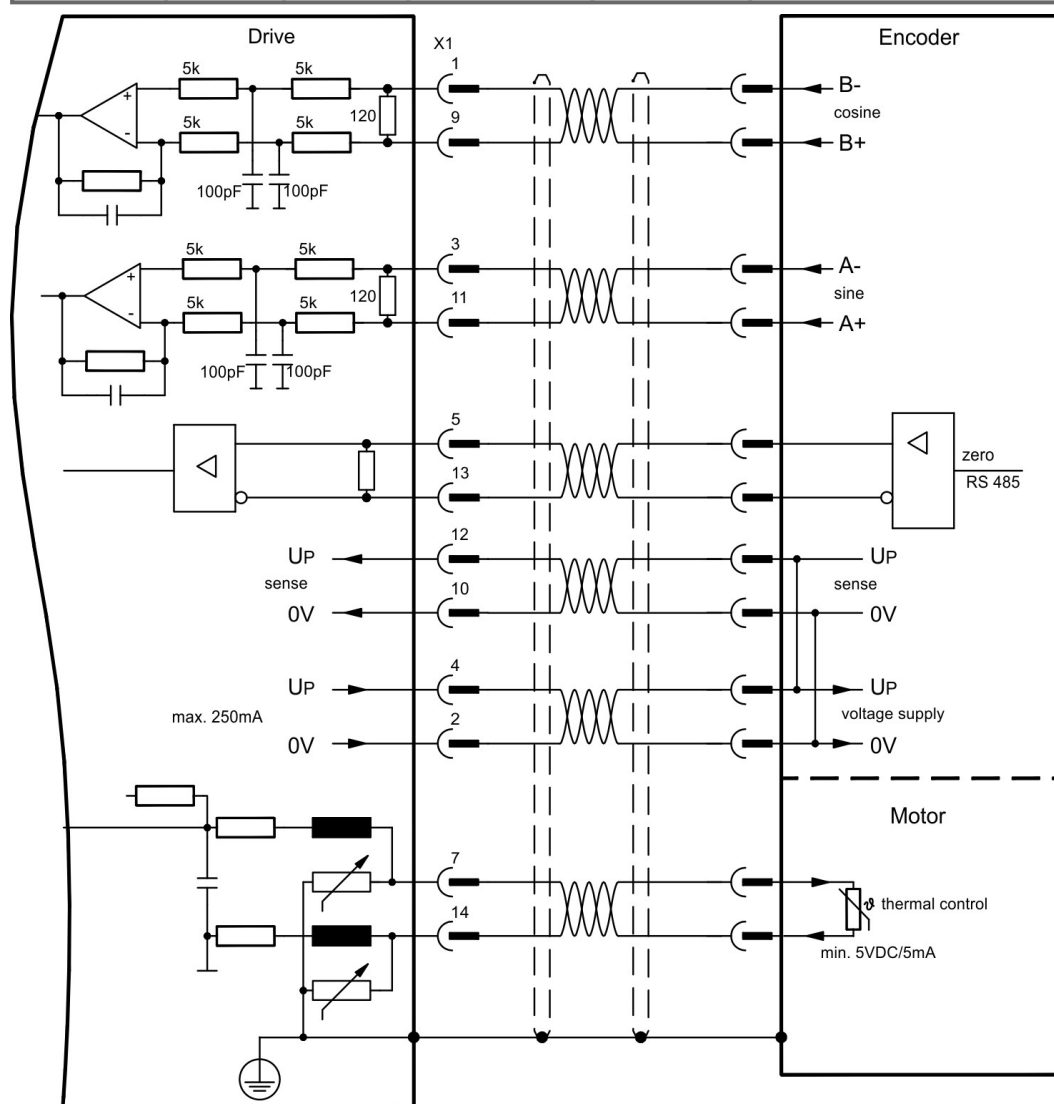 Drive
X1
Encoder
5k
5k
1
B-
120
cosine
5k
5k
9
B+
100pF
100pF
5k
5k
3
A-
120
sine
5k
5k
11
A+
100pF
100pF
5
zero
RS 485
13
UP
12
UP
sense
sense
0V
10
0V
UP
4
UP
max. 250mA
voltage supply
0V
2
0V
Motor
7
ϑ thermal control
14
min. 5VDC/5mA
+
-
+
-